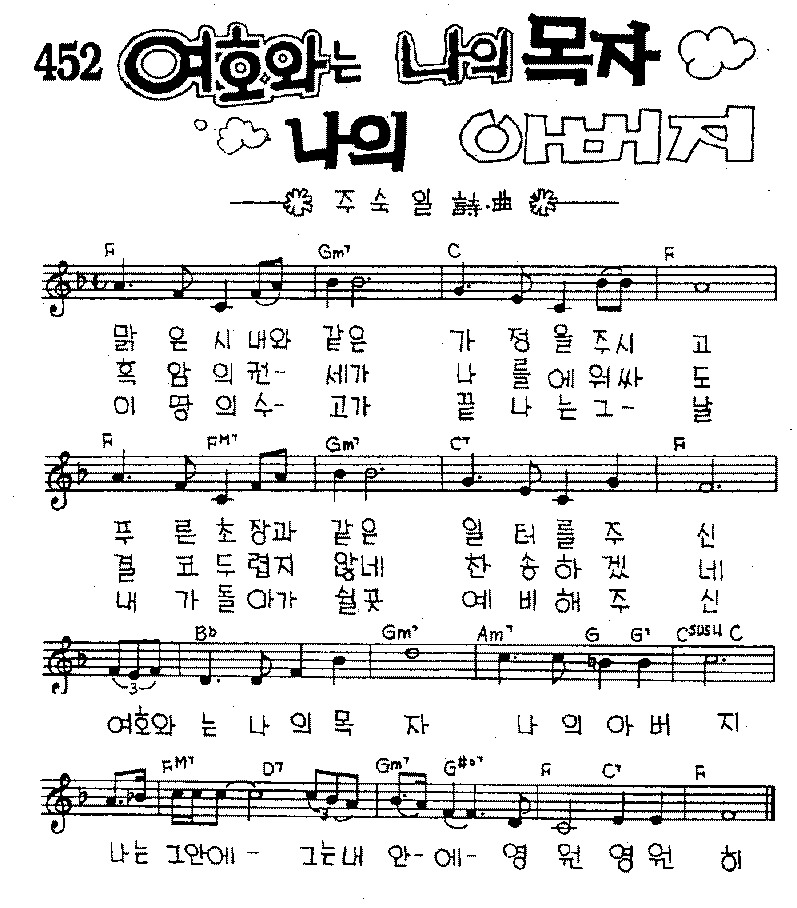 452 여호와는 나의 목자
나의 아버지
주숙일 詩·曲
F Gm7 C F
맑은 시내와 같은 가정을 주시고
흑암의 권- 세가 나를 에워싸도
이 땅의 수- 고가 끝나는 그- 날
F FM7 Gm7 C7 F
푸른 초장과 같은 일터를 주신
결코 두렵지 않네 찬송하겠네
내가 돌아가 쉴 곳 예비해 주신
Bb Gm7 Am7 G G7 Csus4 C
3
여호와는 나의 목자 나의 아버지
FM7 D7 Gm7 G#o7 F C7 F
3
나는 그 안에- 그는 내 안-에- 영원 영원히